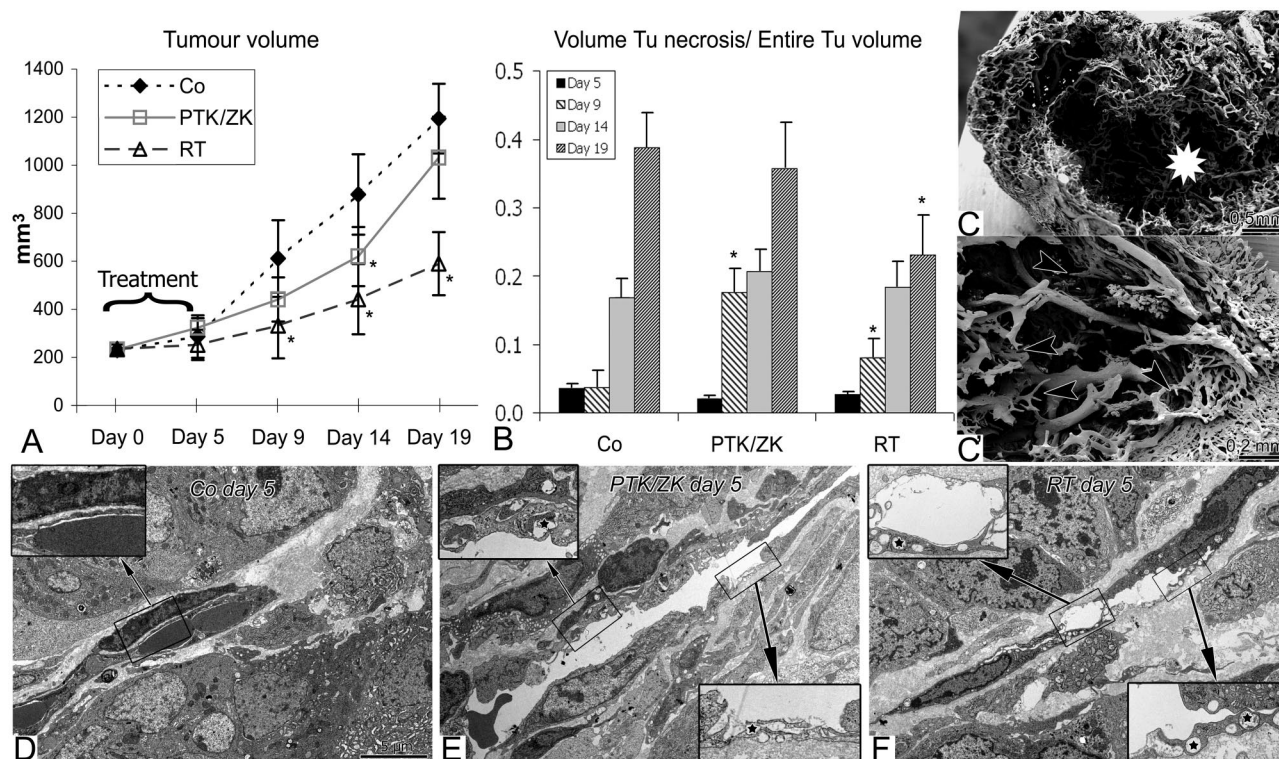 Tumour volume
1400
1200
1000
800
600
400
200
0
mm³
Co
PTK/ZK
RT
Treatment
*
*
*
*
Day 0 Day 5 Day 9 Day 14 Day 19
A
Volume Tu necrosis/ Entire Tu volume
0.5
0.4
0.3
0.2
0.1
0.0
Day 5
Day 9
Day 14
Day 19
*
*
*
Co PTK/ZK RT
B
C
0.5mm
C'
0.2mm
Co day 5
D
5 µm
PTK/ZK day 5
E
RT day 5
F